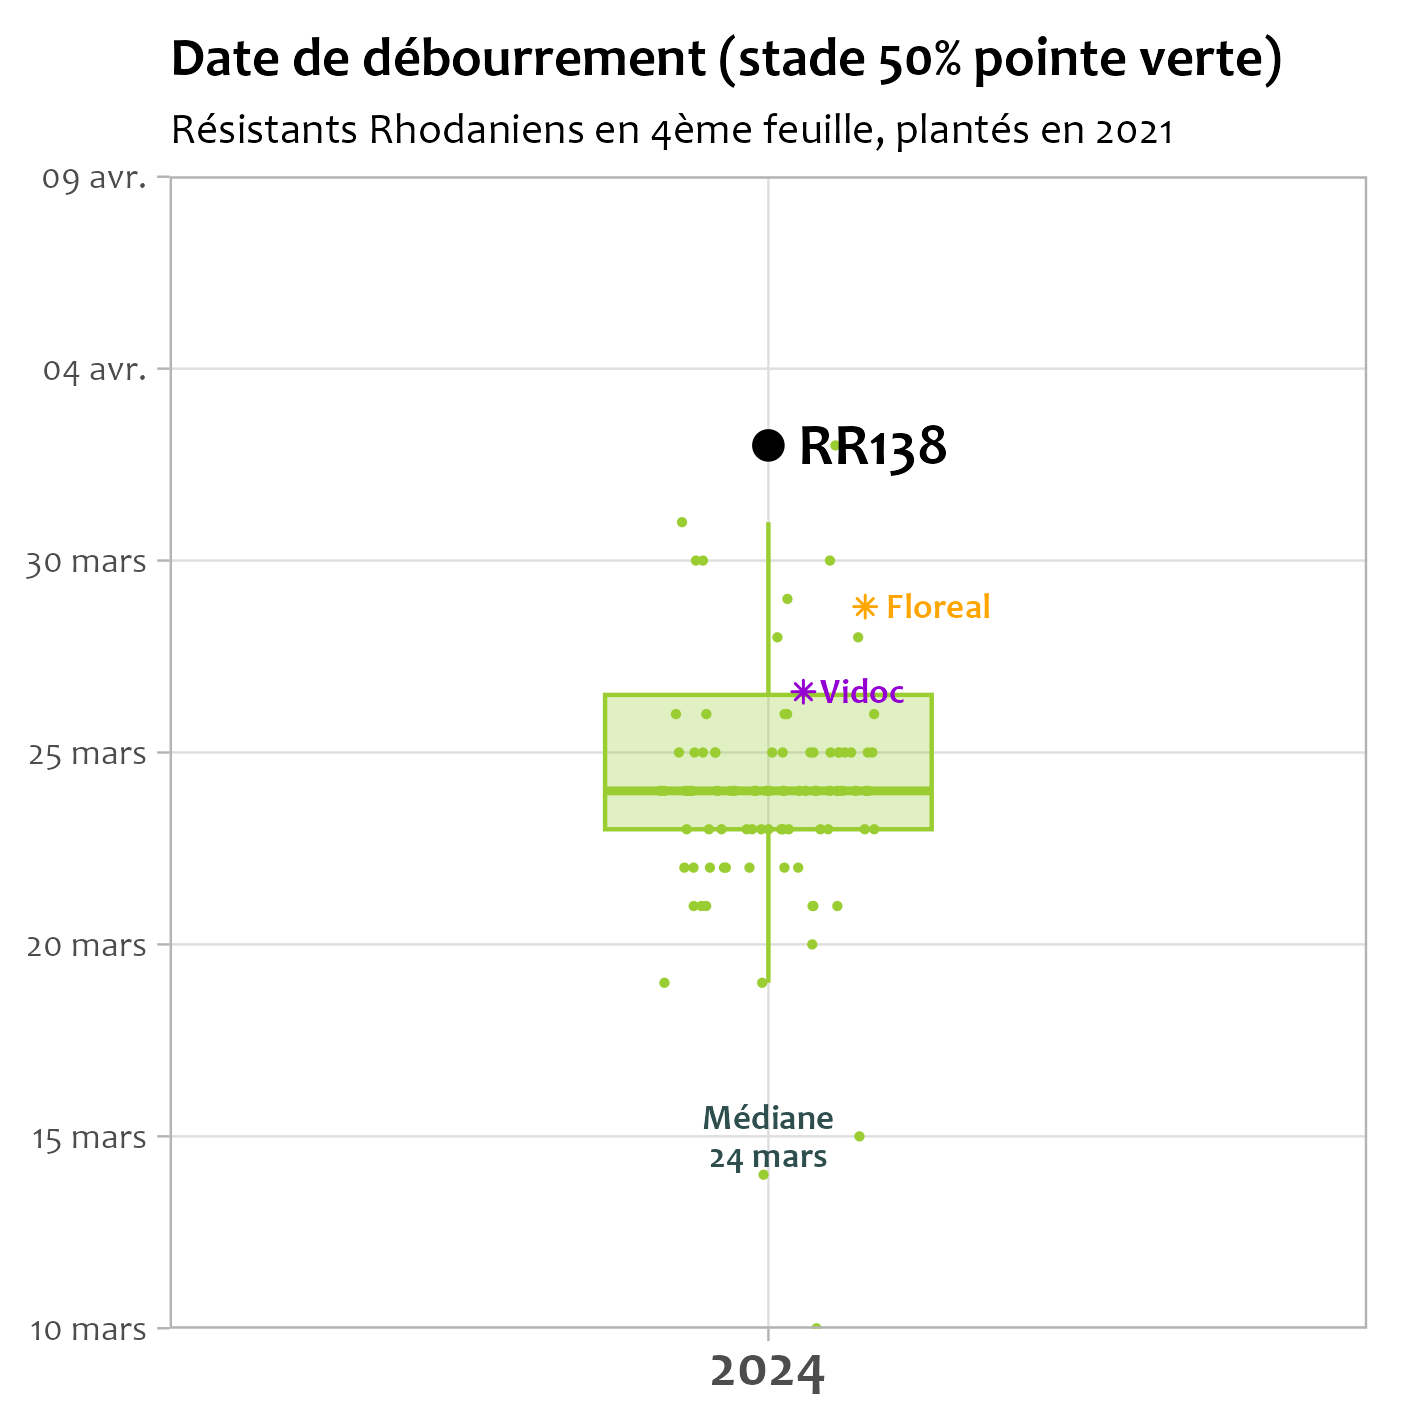 Date de débourrement (stade 50% pointe verte)
Résistants Rhodaniens en 4ème feuille, plantés en 2021
09 avr.
04 avr.
RR138
30 mars
Floreal
Vidoc
25 mars
20 mars
Médiane
15 mars
24 mars
10 mars
2024